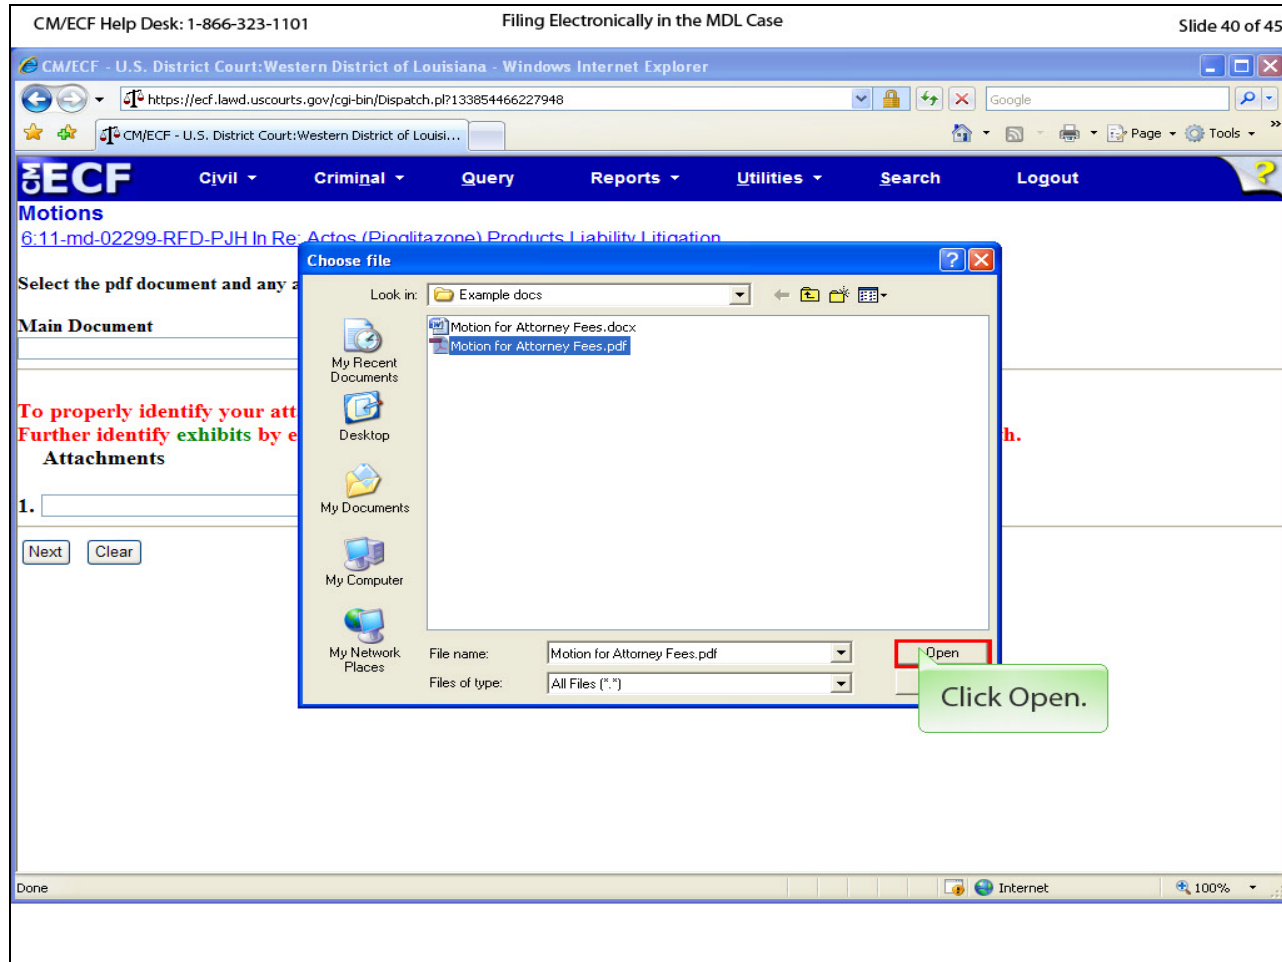 CM/ECF Help Desk: 1-866-323-1101
Filing Electronically in the MDL Case
Slide 40 of 45
CM/ECF - U.S. District Court:Western District of Louisiana - Windows Internet Explorer
https://ecf.lawd.uscourts.gov/cgi-bin/Dispatch.pl?133854466227948
Google
CM/ECF - U.S. District Court:Western District of Louisi...
Page
Tools
»
CM ECF
Civil
Criminal
Query
Reports
Utilities
Search
Logout
?
Motions
6:11-md-02299-RFD-PJH In Re: Actos (Pioglitazone) Products Liability Litigation
Select the pdf document and any a
Main Document
To properly identify your att
Further identify exhibits by e
h.
Attachments
1.
Next
Clear
Choose file
Look in:
Example docs
Motion for Attorney Fees.docx
Motion for Attorney Fees.pdf
My Recent
Documents
Desktop
My Documents
My Computer
My Network
Places
File name:
Motion for Attorney Fees.pdf
Open
Files of type:
All Files (*.*)
Click Open.
Done
Internet
100%